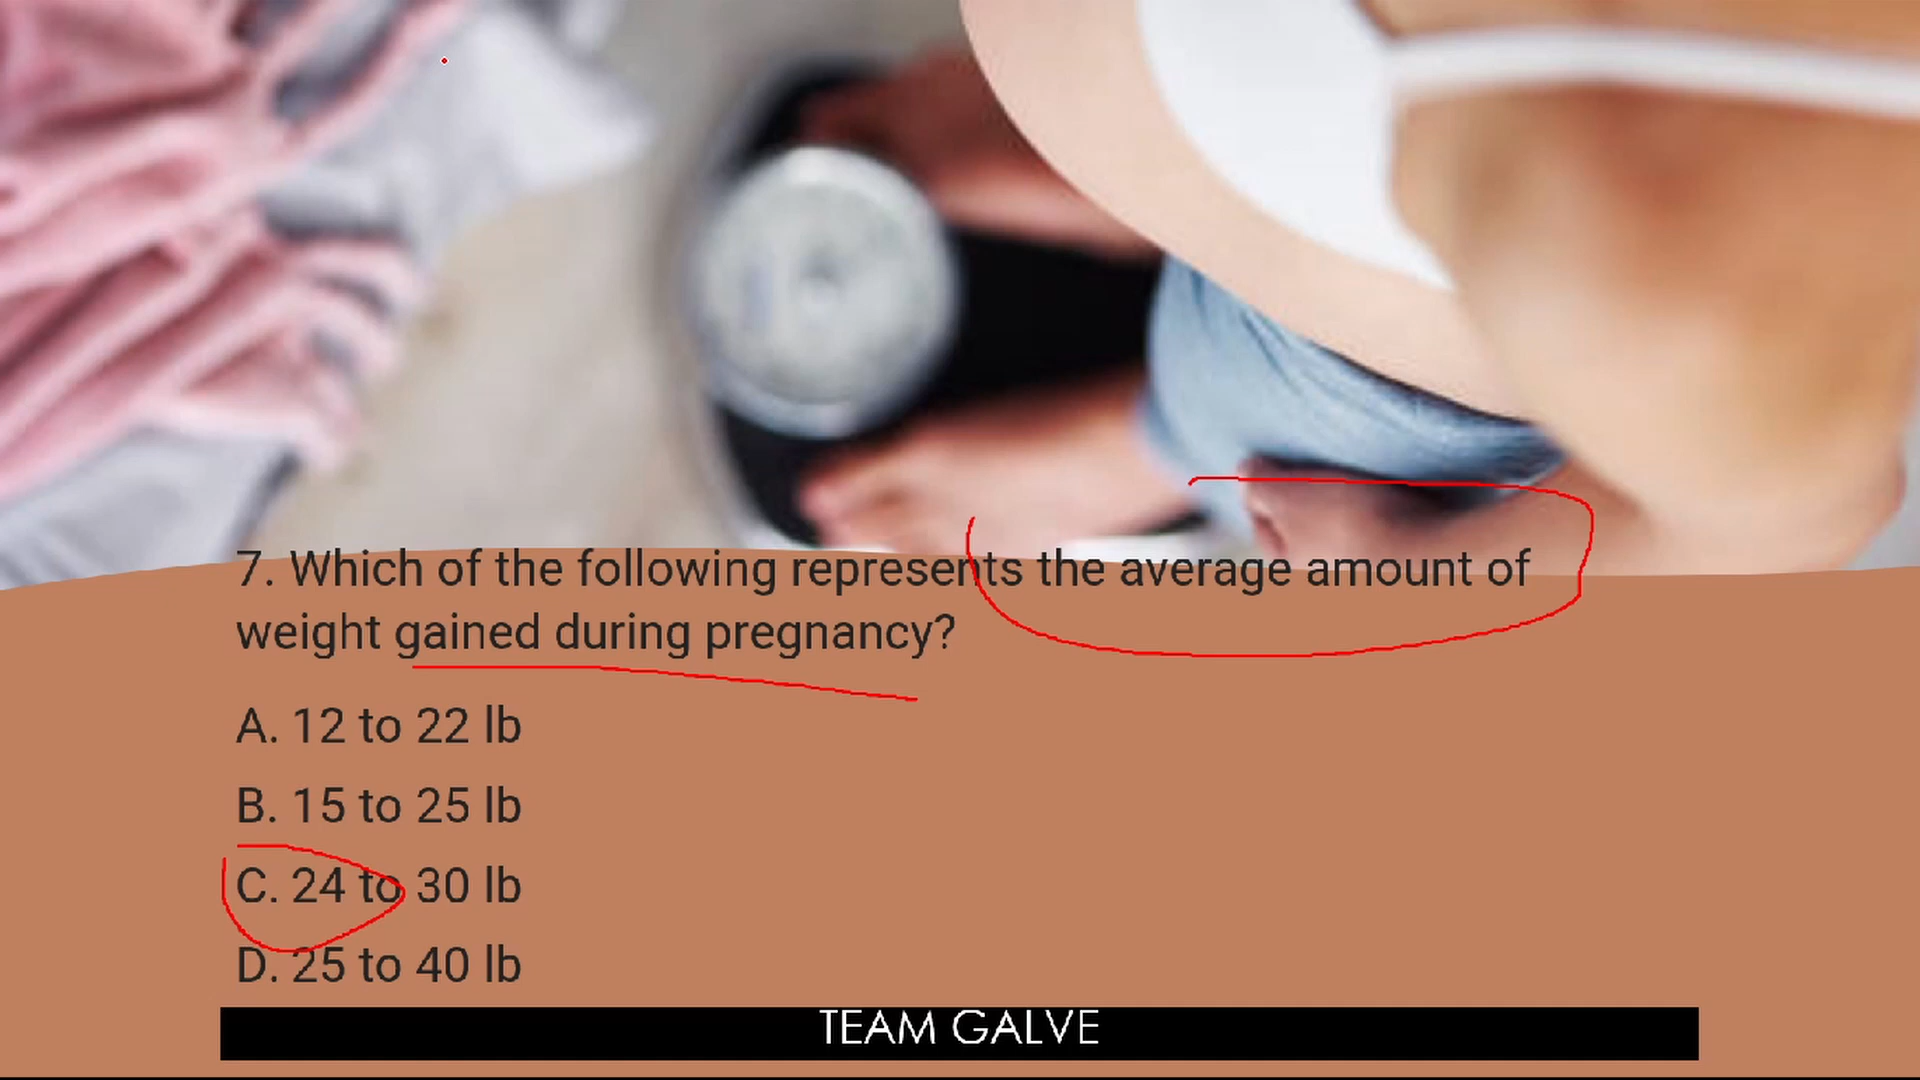 7. Which of the following represents the average amount of
weight gained during pregnancy?
A. 12 to 22 lb
B. 15 to 25 lb
C. 24 to 30 lb
D. 25 to 40 lb
TEAM GALVE